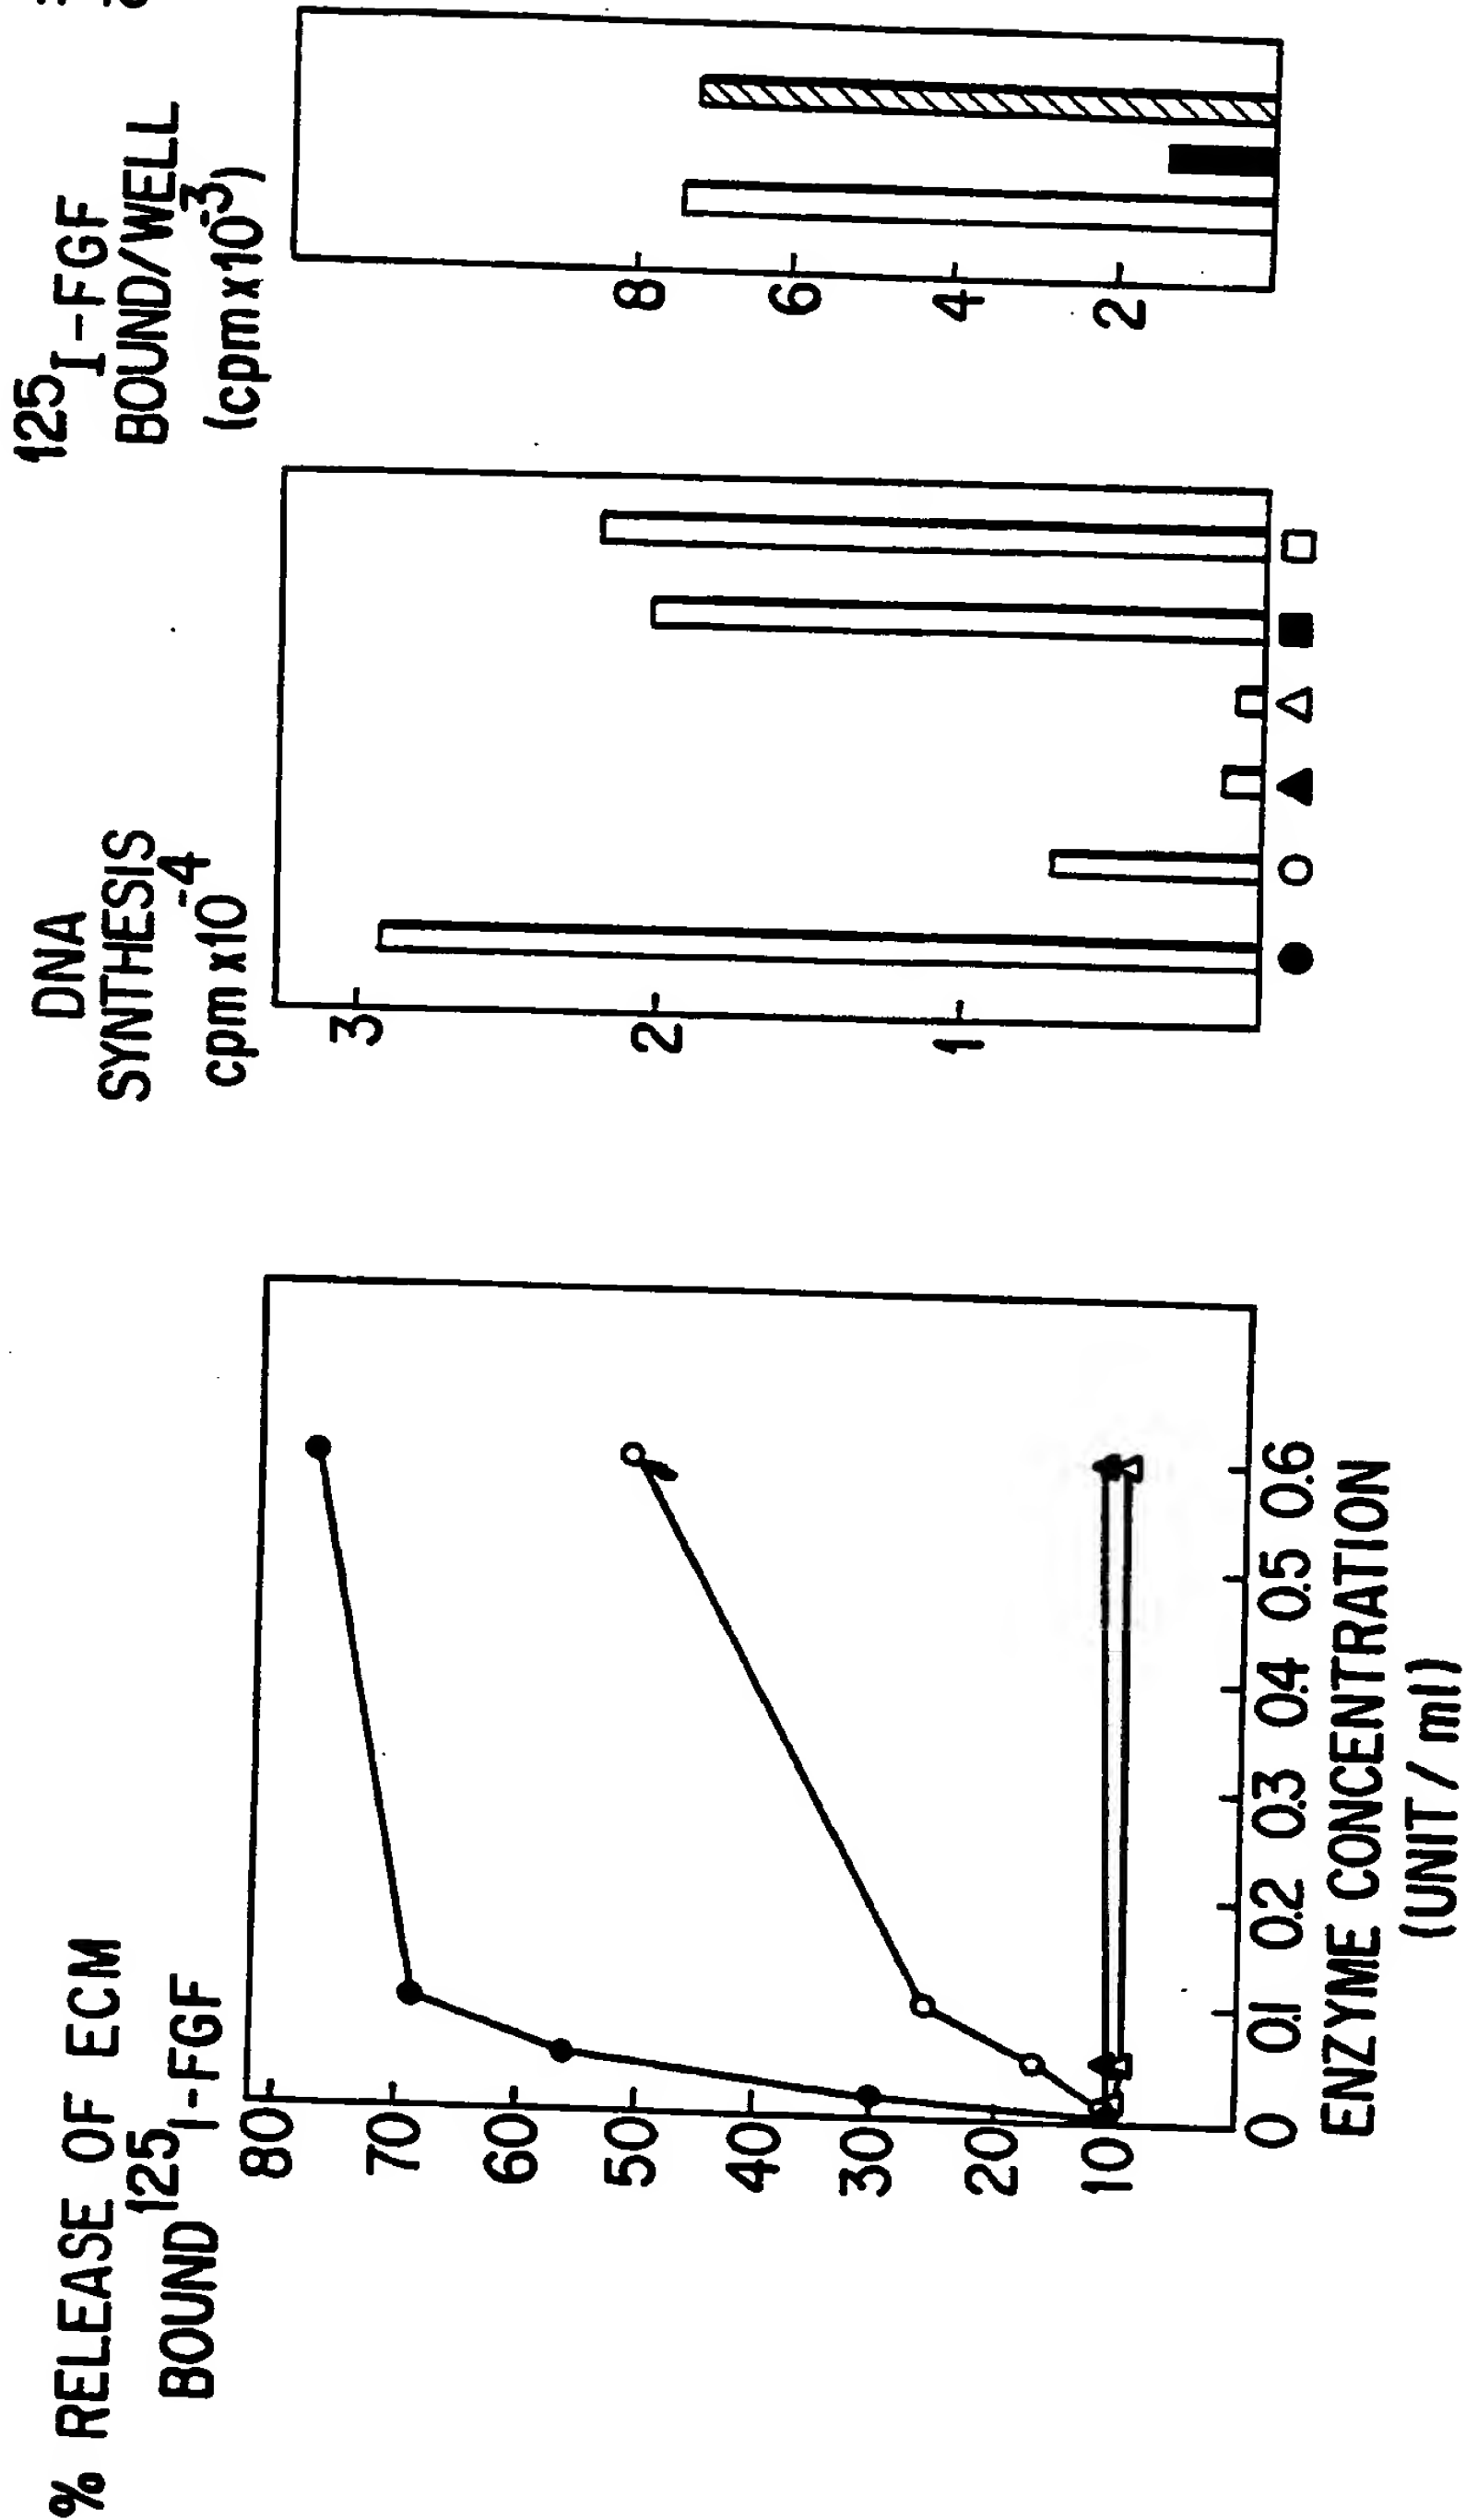 % RELEASE OF ECM
BOUND 125I-FGF
80
70
60
50
40
30
20
10
0 0.1 0.2 0.3 0.4 0.5 0.6
ENZYME CONCENTRATION
(UNIT/ml)
DNA
SYNTHESIS
cpm x10-4
3
2
1
125I-FGF
BOUND/WELL
(cpm x10-3)
8
6
4
2